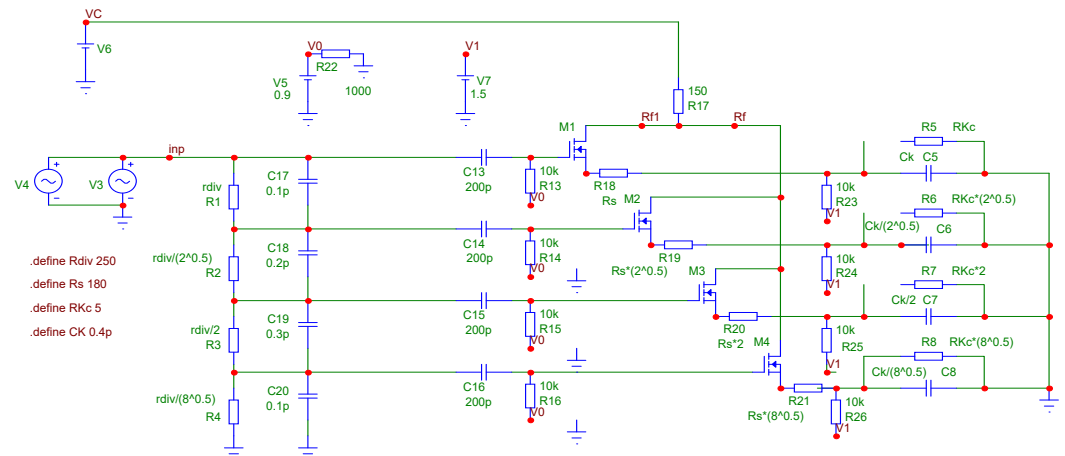 VC
V6
V0
R22
V5
0.9
1000
V1
V7
1.5
150
R17
Rf1
Rf
M1
inp
V4
V3
rdiv
R1
C17
0.1p
C13
200p
10k
R13
V0
R18
Rs
M2
10k
R23
V1
R5
RKc
Ck
C5
R6
RKc*(2^0.5)
Ck/(2^0.5)
C6
.define Rdiv 250
.define Rs 180
.define RKc 5
.define CK 0.4p
rdiv/(2^0.5)
R2
C18
0.2p
C14
200p
10k
R14
V0
R19
Rs*(2^0.5)
M3
10k
R24
V1
R7
RKc*2
Ck/2
C7
rdiv/2
R3
C19
0.3p
C15
200p
10k
R15
V0
R20
Rs*2
M4
10k
R25
V1
R8
RKc*(8^0.5)
Ck/(8^0.5)
C8
rdiv/(8^0.5)
R4
C20
0.1p
C16
200p
10k
R16
V0
R21
Rs*(8^0.5)
10k
R26
V1